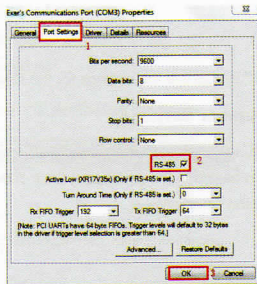 Exar's Communications Port (COM3) Properties
General Port Settings Driver Details Resources
1
Bits per second: 9600
Data bits: 8
Parity: None
Stop bits: 1
Flow control: None
RS-485 2
Active Low (XR17V35x) (Only if RS-485 is set.)
Turn Around Time (Only if RS-485 is set.) 0
Rx FIFO Trigger 192 Tx FIFO Trigger 64
[Note: PCI UARTs have 64 byte FIFOs. Trigger levels will default to 32 bytes
in the driver if trigger level selection is greater than 64.]
Advanced... Restore Defaults
OK 3 Cancel